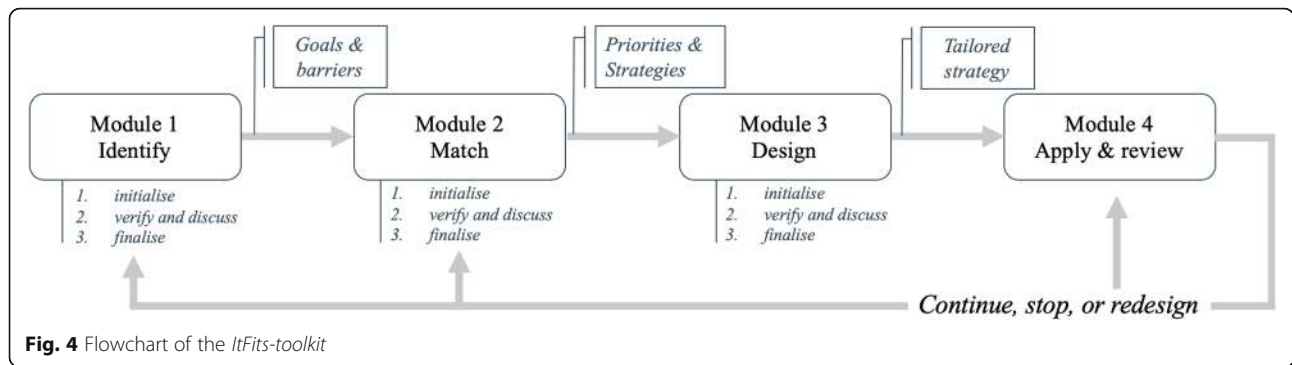 Goals &
barriers
Priorities &
Strategies
Tailored
strategy
Module 1
Identify
Module 2
Match
Module 3
Design
Module 4
Apply & review
1. initialise
2. verify and discuss
3. finalise
1. initialise
2. verify and discuss
3. finalise
1. initialise
2. verify and discuss
3. finalise
Continue, stop, or redesign
Fig. 4 Flowchart of the ItFits-toolkit